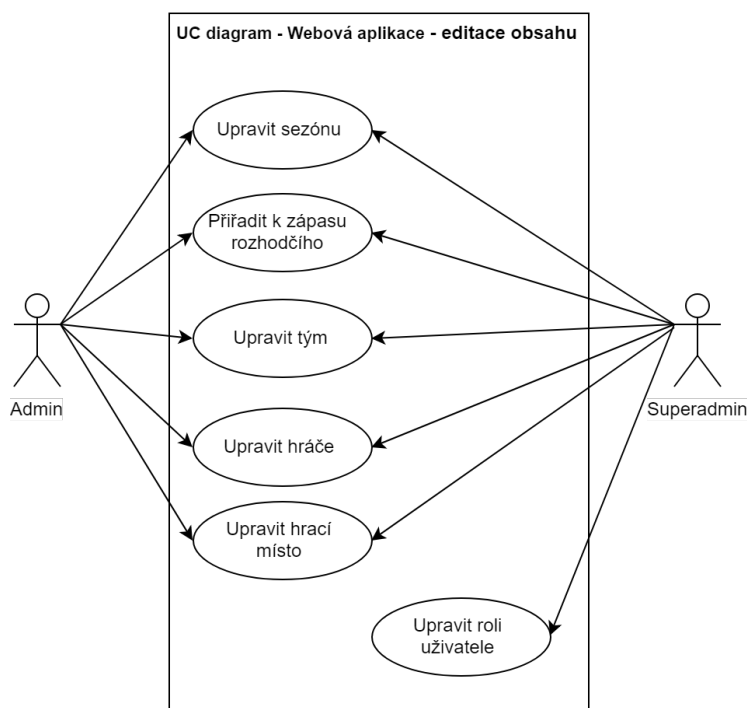 UC diagram - Webová aplikace - editace obsahu
Upravit sezónu
Přiřadit k zápasu
rozhodčího
Upravit tým
Admin
Superadmin
Upravit hráče
Upravit hrací
místo
Upravit roli
uživatele